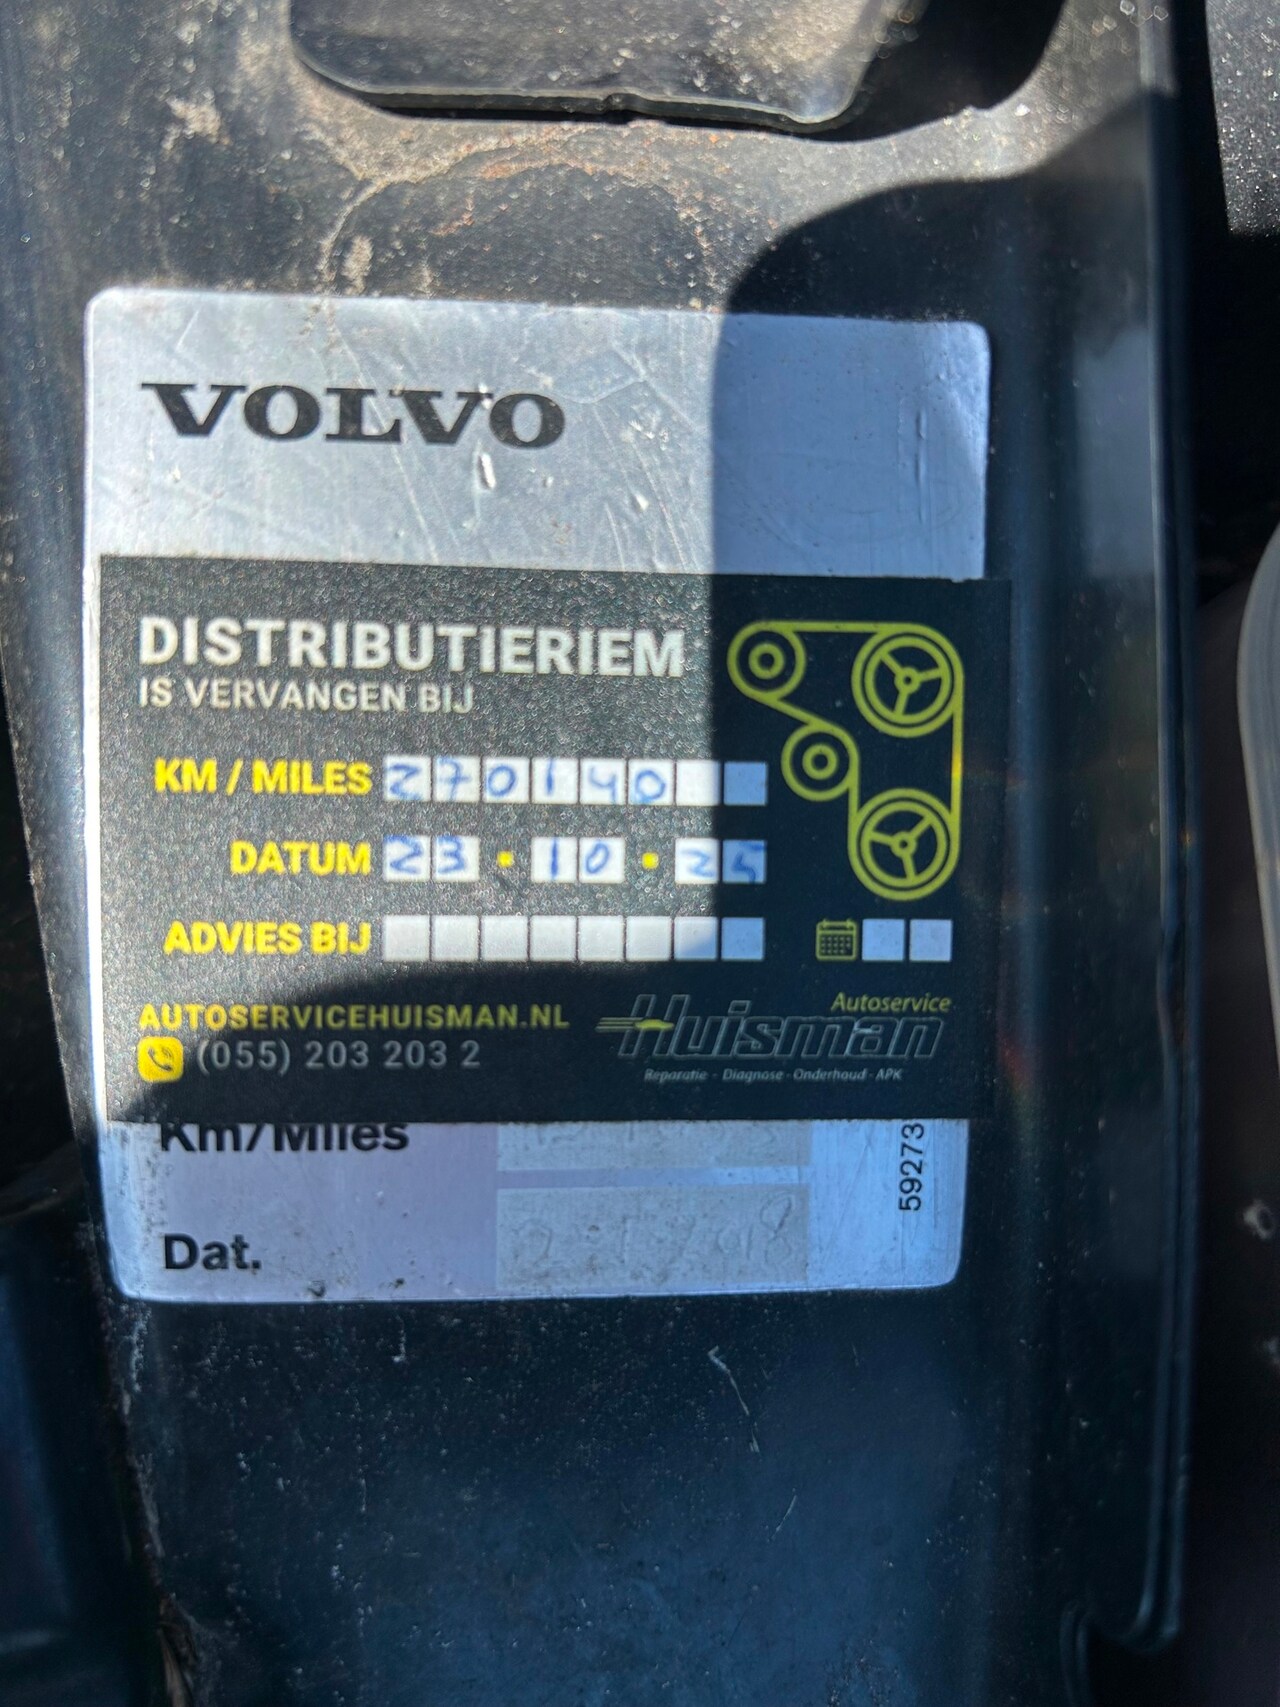 VOLVO
DISTRIBUTIERIEM
IS VERVANGEN BIJ
KM / MILES 270140
DATUM 23 • 10 • 25
ADVIES BIJ
AUTOSERVICEHUISMAN.NL
(055) 203 203 2
Autoservice
Huisman
Reparatie - Diagnose - Onderhoud - APK
Km/Miles
Dat.
59273